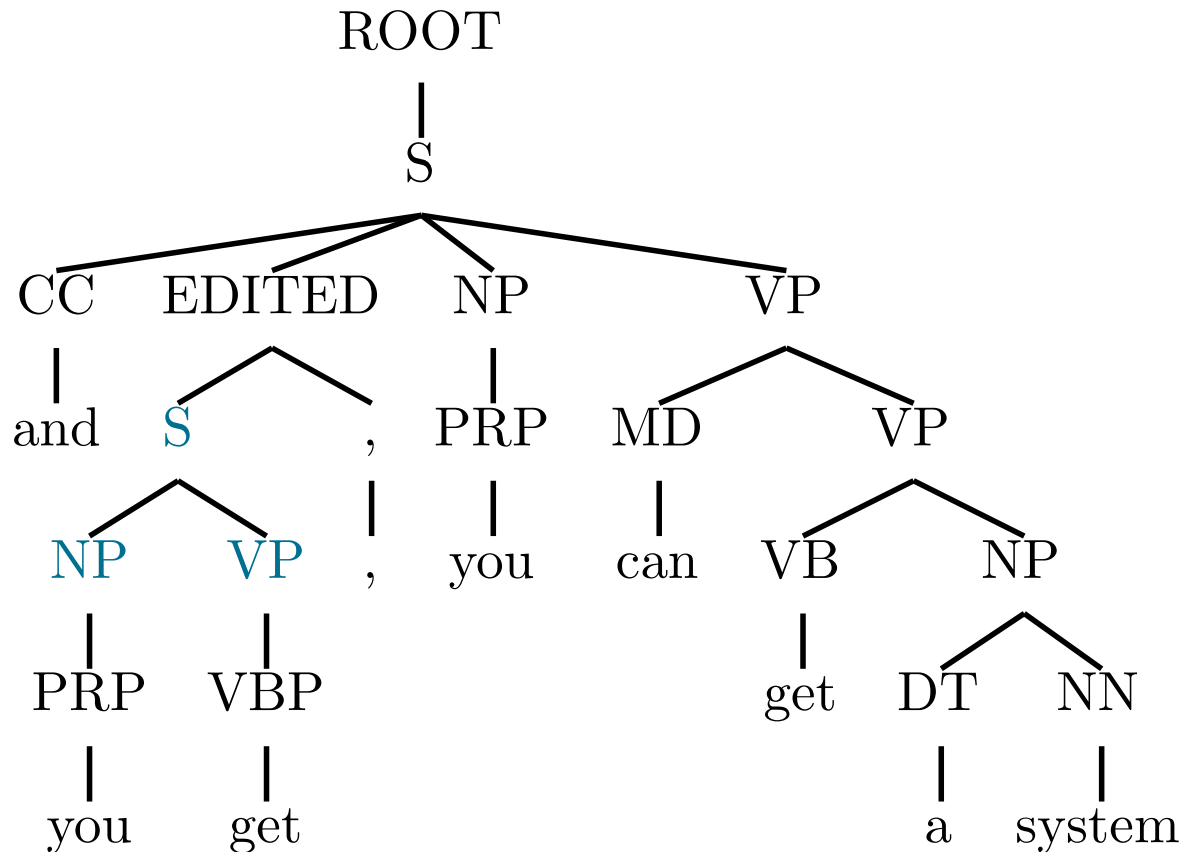 ROOT
S
CC EDITED NP VP
and S , PRP MD VP
NP VP , you can VB NP
PRP VBP get DT NN
you get a system